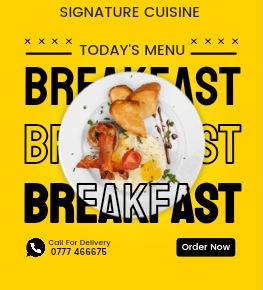 SIGNATURE CUISINE
TODAY'S MENU
BREAKFAST
BREAKFAST
BREAKFAST
Call For Delivery
0777 466675
Order Now